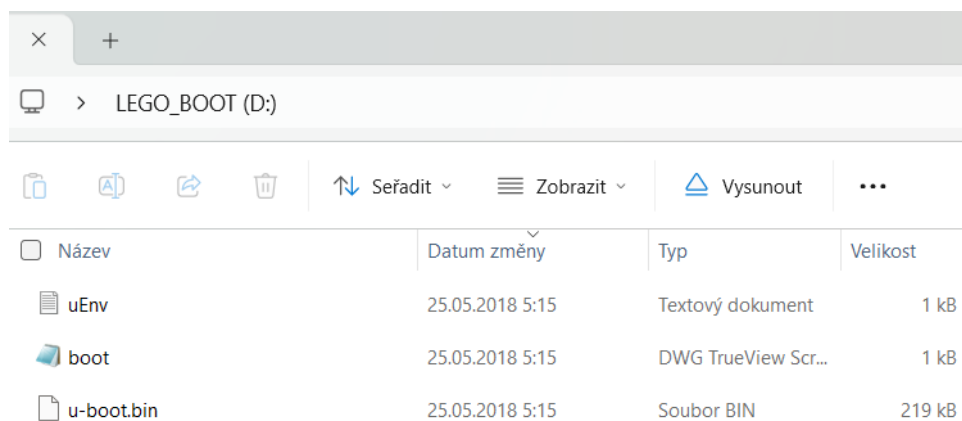 LEGO_BOOT (D:)
Seřadit Zobrazit Vysunout
Název Datum změny Typ Velikost
uEnv 25.05.2018 5:15 Textový dokument 1 kB
boot 25.05.2018 5:15 DWG TrueView Scr... 1 kB
u-boot.bin 25.05.2018 5:15 Soubor BIN 219 kB